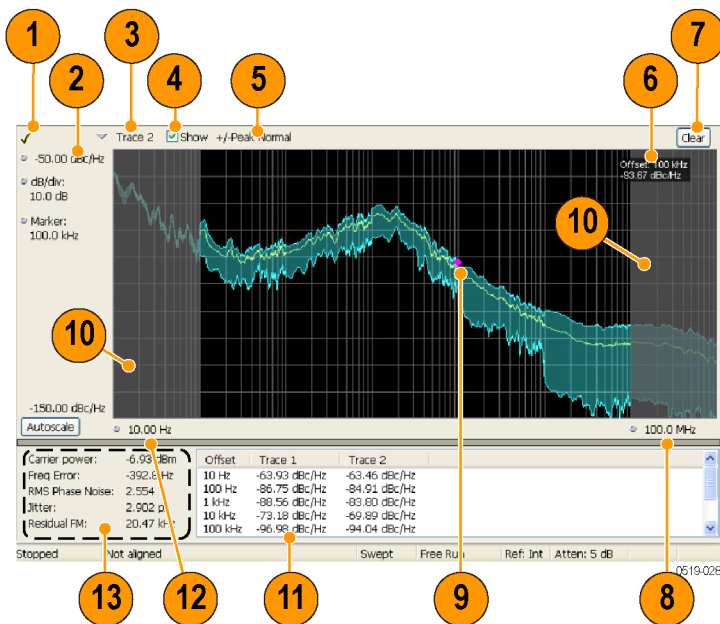 1
2
3
4
5
6
7
Trace 2 Show +/-Peak Normal Clear
-50.00 dBc/Hz
Offset: 100 kHz
-93.67 dBc/Hz
dB/div:
10.0 dB
Marker:
100.0 kHz
10
10
-150.00 dBc/Hz
Autoscale
10.00 Hz
100.0 MHz
Carrier power: -6.93 dBm
Freq Error: -392.8 Hz
RMS Phase Noise: 2.554
Jitter: 2.902
Residual FM: 20.47 kHz
Offset Trace 1 Trace 2
10 Hz -63.93 dBc/Hz -63.46 dBc/Hz
100 Hz -86.75 dBc/Hz -84.91 dBc/Hz
1 kHz -88.56 dBc/Hz -83.80 dBc/Hz
10 kHz -73.18 dBc/Hz -69.89 dBc/Hz
100 kHz -96.98 dBc/Hz -94.04 dBc/Hz
Stopped Not aligned Swept Free Run Ref: Int Atten: 5 dB
0519-028
13
12
11
9
8